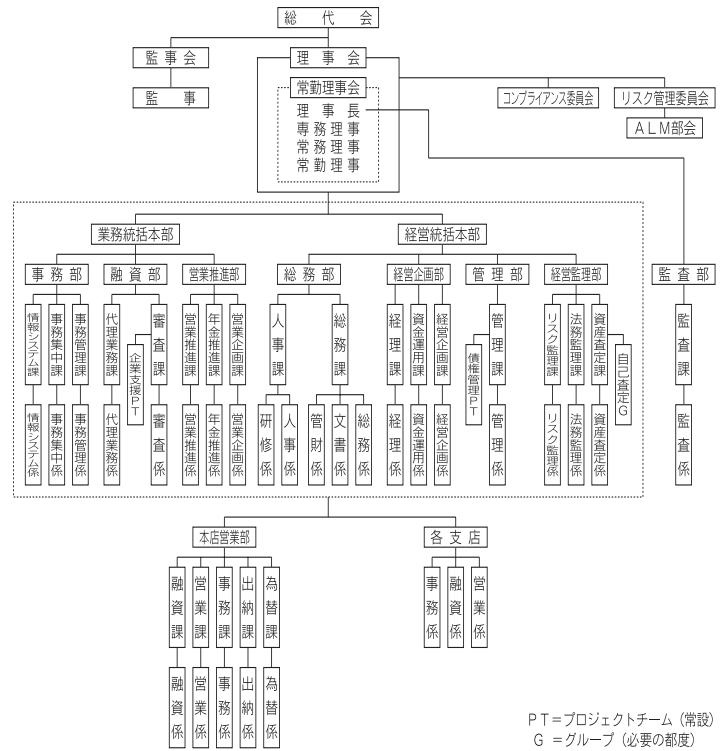 総代会
監事会
理事会
監事
常勤理事会
理事長
専務理事
常務理事
常勤理事
コンプライアンス委員会
リスク管理委員会
ALM部会
業務統括本部
経営統括本部
事務部
融資部
営業推進部
総務部
経営企画部
管理部
経営監理部
監査部
情報システム課
事務集中課
事務管理課
代理業務課
審査課
企業支援PT
営業推進課
年金推進課
営業企画課
人事課
総務課
経理課
資金運用課
経営企画課
管理課
債権管理PT
リスク監理課
法務監理課
資産査定課
自己査定G
監査課
情報システム係
事務集中係
事務管理係
代理業務係
審査係
営業推進係
年金推進係
営業企画係
研修係
人事係
管財係
文書係
総務係
経理係
資金運用係
経営企画係
管理係
リスク監理係
法務監理係
資産査定係
監査係
本店営業部
各支店
融資課
営業課
事務課
出納課
為替課
事務係
融資係
営業係
融資係
営業係
事務係
出納係
為替係
PT=プロジェクトチーム（常設）
G =グループ（必要の都度）